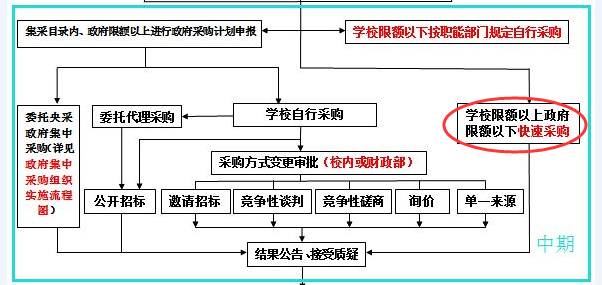 集采目录内、政府限额以上进行政府采购计划申报
学校限额以下按职能部门规定自行采购
委托央采
政府集中
采购(详见
政府集中
采购组织
实施流程
图)
委托代理采购
学校自行采购
学校限额以上政府
限额以下快速采购
采购方式变更审批(校内或财政部)
公开招标
邀请招标
竞争性谈判
竞争性磋商
询价
单一来源
结果公告、接受质疑
中期